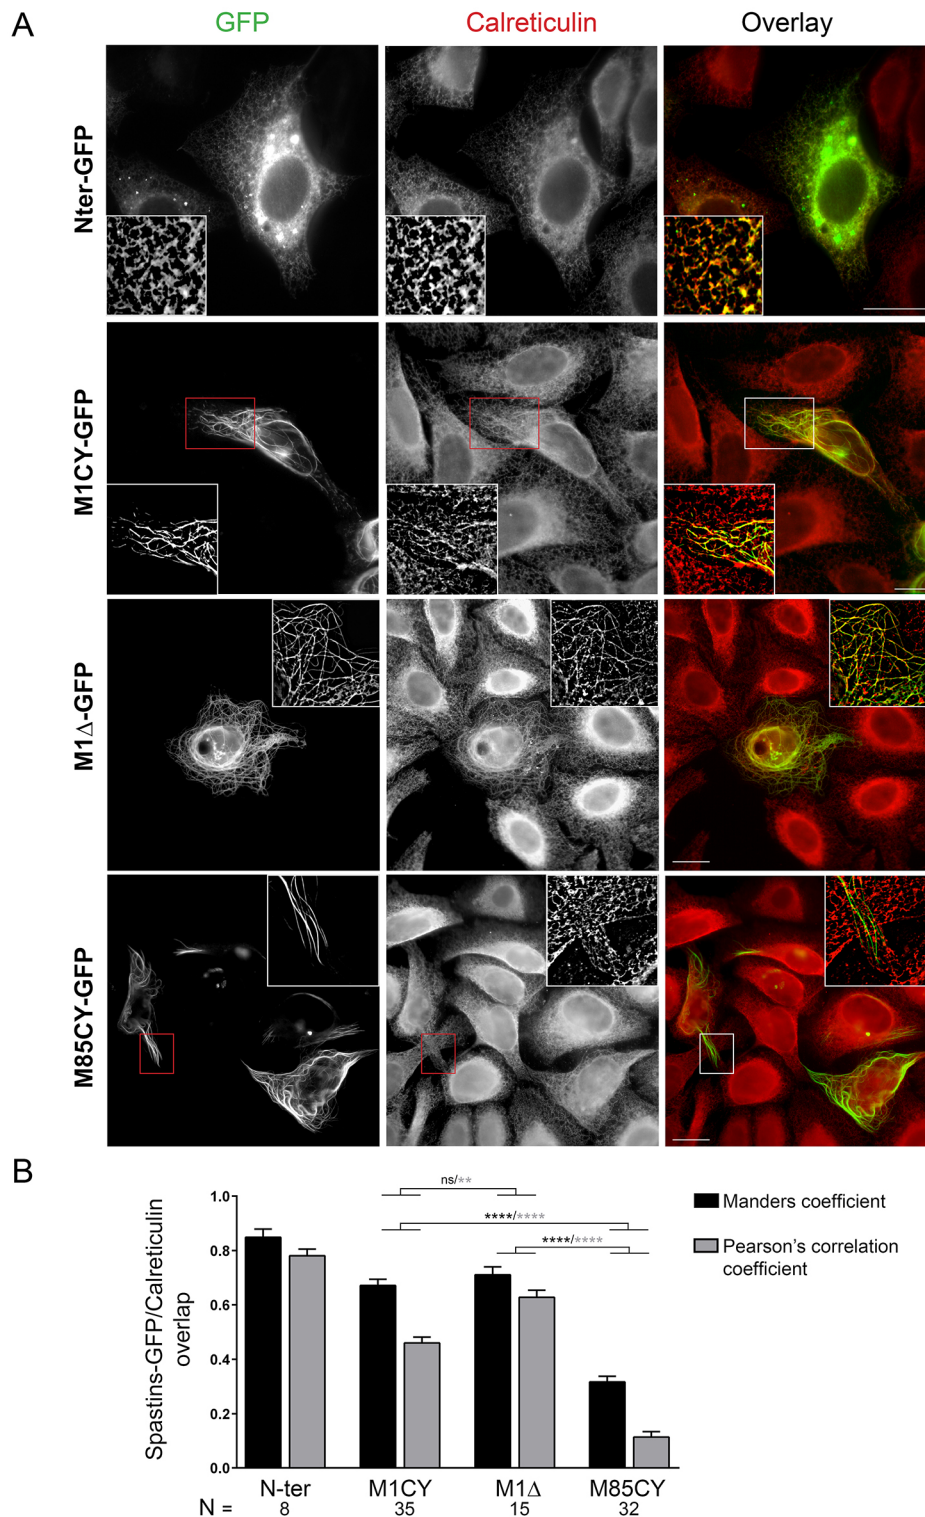 A
GFP Calreticulin Overlay
Nter-GFP
M1CY-GFP
M1Δ-GFP
M85CY-GFP
B
ns/**
****/****
****/****
Manders coefficient
Pearson's correlation
coefficient
Spastins-GFP/Calreticulin
overlap
1.0
0.8
0.6
0.4
0.2
0.0
N-ter M1CY M1Δ M85CY
N = 8 35 15 32